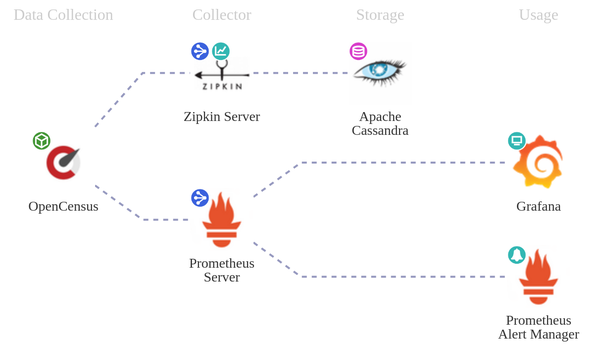 Data Collection
Collector
Storage
Usage
ZIPKIN
Zipkin Server
Apache
Cassandra
OpenCensus
Grafana
Prometheus
Server
Prometheus
Alert Manager